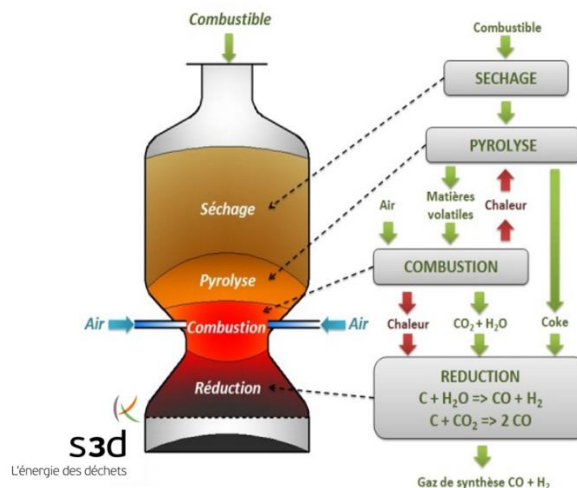 Combustible
Séchage
Pyrolyse
Air
Combustion
Air
Réduction
s3d
L'énergie des déchets
Combustible
SECHAGE
PYROLYSE
Air
Matières
volatiles
Chaleur
COMBUSTION
Chaleur
CO₂ + H₂O
Coke
REDUCTION
C + H₂O => CO + H₂
C + CO₂ => 2 CO
Gaz de synthèse CO + H₂